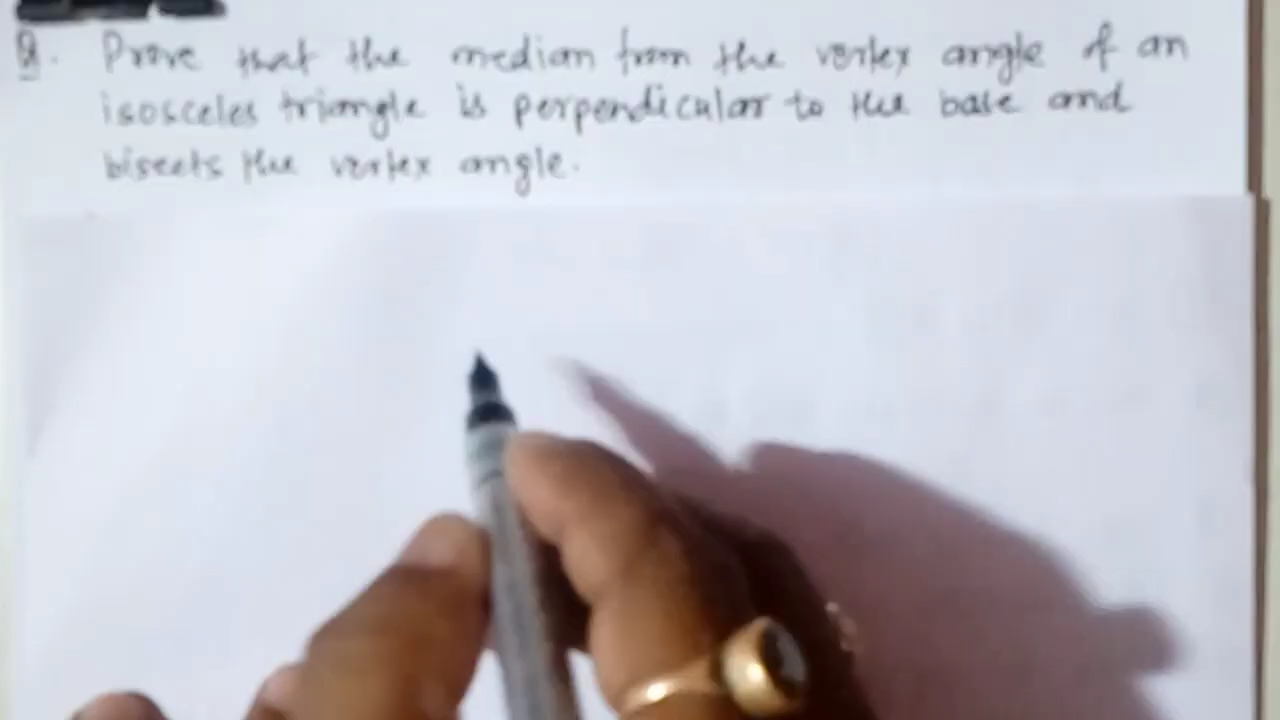 Q. Prove that the median from the vertex angle of an
isosceles triangle is perpendicular to the base and
bisects the vertex angle.